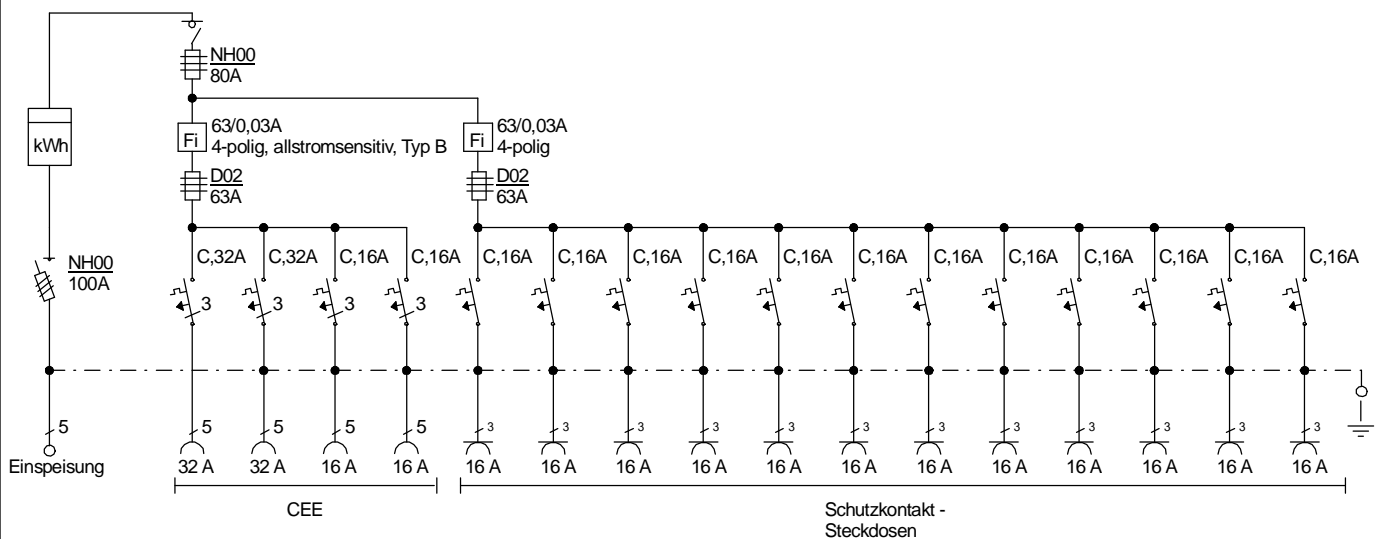 NH00
80A
63/0,03A
Fi
4-polig, allstromsensitiv, Typ B
63/0,03A
Fi
4-polig
kWh
D02
63A
D02
63A
NH00
100A
C,32A C,32A C,16A C,16A C,16A C,16A C,16A C,16A C,16A C,16A C,16A C,16A C,16A C,16A C,16A C,16A
3 3 3 3
5 5 5 5 5 3 3 3 3 3 3 3 3 3 3 3 3
Einspeisung 32 A 32 A 16 A 16 A 16 A 16 A 16 A 16 A 16 A 16 A 16 A 16 A 16 A 16 A 16 A 16 A
CEE
Schutzkontakt -
Steckdosen